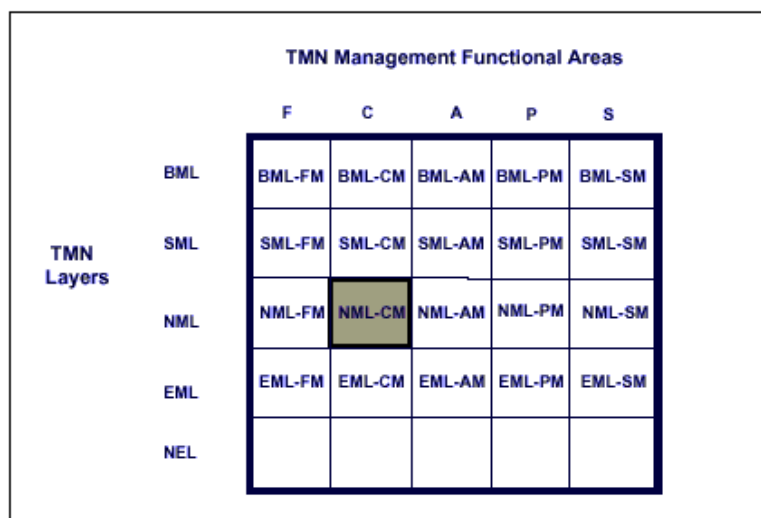 TMN Management Functional Areas
F C A P S
BML BML-FM BML-CM BML-AM BML-PM BML-SM
SML SML-FM SML-CM SML-AM SML-PM SML-SM
TMN
Layers
NML NML-FM NML-CM NML-AM NML-PM NML-SM
EML EML-FM EML-CM EML-AM EML-PM EML-SM
NEL